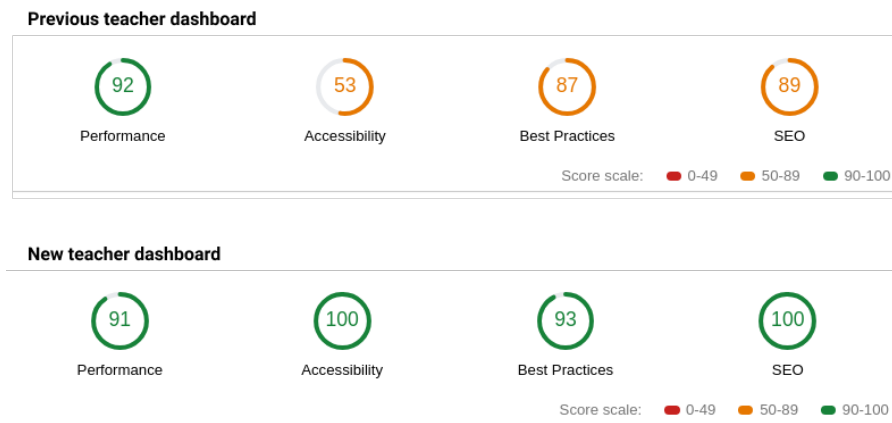 Previous teacher dashboard
92 53 87 89
Performance Accessibility Best Practices SEO
Score scale: 0-49 50-89 90-100
New teacher dashboard
91 100 93 100
Performance Accessibility Best Practices SEO
Score scale: 0-49 50-89 90-100